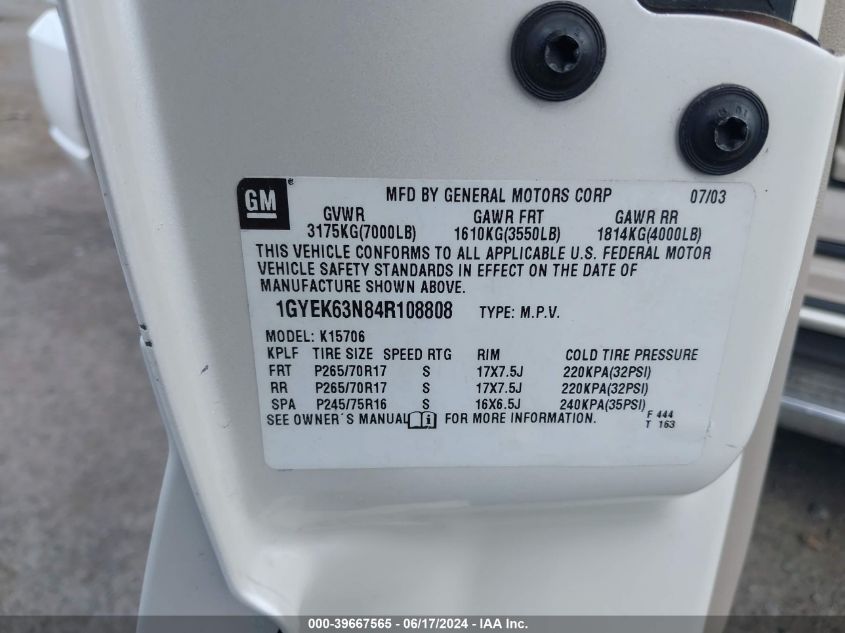 GM
MFD BY GENERAL MOTORS CORP 07/03
GVWR GAWR FRT GAWR RR
3175KG(7000LB) 1610KG(3550LB) 1814KG(4000LB)
THIS VEHICLE CONFORMS TO ALL APPLICABLE U.S. FEDERAL MOTOR
VEHICLE SAFETY STANDARDS IN EFFECT ON THE DATE OF
MANUFACTURE SHOWN ABOVE.
1GYEK63N84R108808 TYPE: M.P.V.
MODEL: K15706
KPLF TIRE SIZE SPEED RTG RIM COLD TIRE PRESSURE
FRT P265/70R17 S 17X7.5J 220KPA(32PSI)
RR P265/70R17 S 17X7.5J 220KPA(32PSI)
SPA P245/75R16 S 16X6.5J 240KPA(35PSI)
SEE OWNER´S MANUAL i FOR MORE INFORMATION.
F 444
T 163
000-39667565 - 06/17/2024 - IAA Inc.